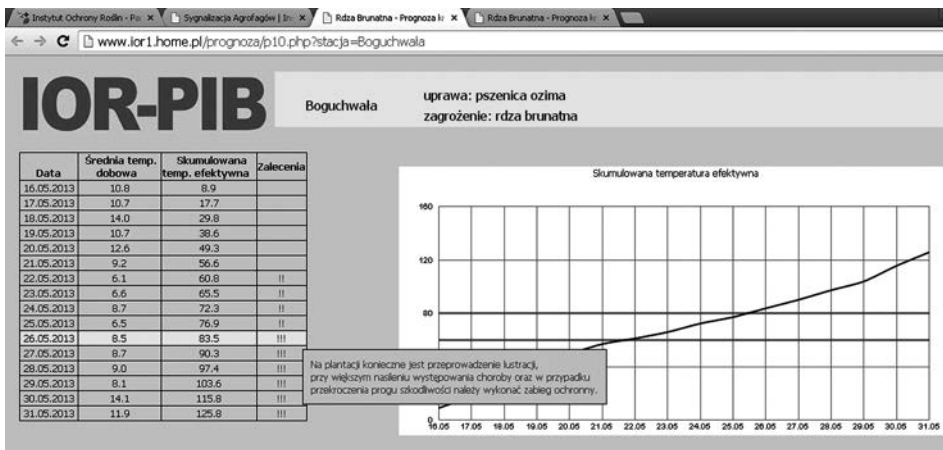 Instytut Ochrony Roślin - Pa
Sygnalizacja Agrofagów | In
Rdza Brunatna - Prognoza k
Rdza Brunatna - Prognoza k
www.ior1.home.pl/prognoza/p10.php?stacja=Boguchwała
IOR-PIB
Boguchwała
uprawa: pszenica ozima
zagrożenie: rdza brunatna
Data Średnia temp. dobowa Skumulowana temp. efektywna Zalecenia
16.05.2013 10.8 8.9
17.05.2013 10.7 17.7
18.05.2013 14.0 29.8
19.05.2013 10.7 38.6
20.05.2013 12.6 49.3
21.05.2013 9.2 56.6
22.05.2013 6.1 60.8 !!
23.05.2013 6.6 65.5 !!
24.05.2013 8.7 72.3 !!
25.05.2013 6.5 76.9 !!
26.05.2013 8.5 83.5 !!!
27.05.2013 8.7 90.3 !!!
28.05.2013 9.0 97.4 !!!
29.05.2013 8.1 103.6 !!!
30.05.2013 14.1 115.8 !!!
31.05.2013 11.9 125.8 !!!
Na plantacji konieczne jest przeprowadzenie lustracji,
przy większym nasileniu występowania choroby oraz w przypadku
przekroczenia progu szkodliwości należy wykonać zabieg ochronny.
Skumulowana temperatura efektywna
160
120
80
0
16.05 17.05 18.05 19.05 20.05 21.05 22.05 23.05 24.05 25.05 26.05 27.05 28.05 29.05 30.05 31.05